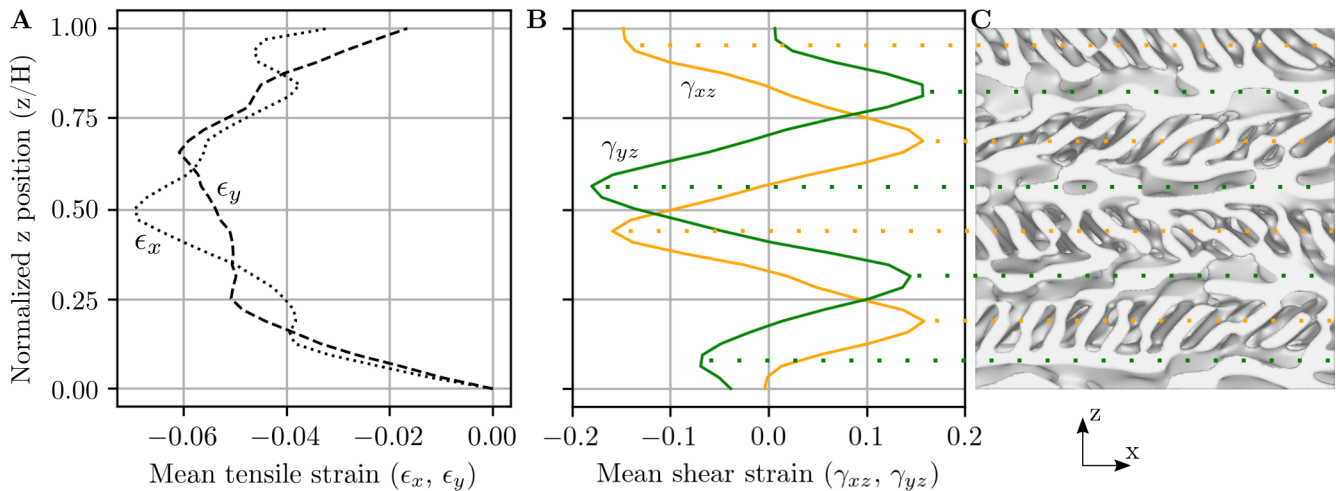 A
B
C
Normalized z position (z/H)
1.00
0.75
0.50
0.25
0.00
ϵx
ϵy
−0.06
−0.04
−0.02
0.00
Mean tensile strain (ϵx, ϵy)
γxz
γyz
−0.2
−0.1
0.0
0.1
0.2
Mean shear strain (γxz, γyz)
z
x